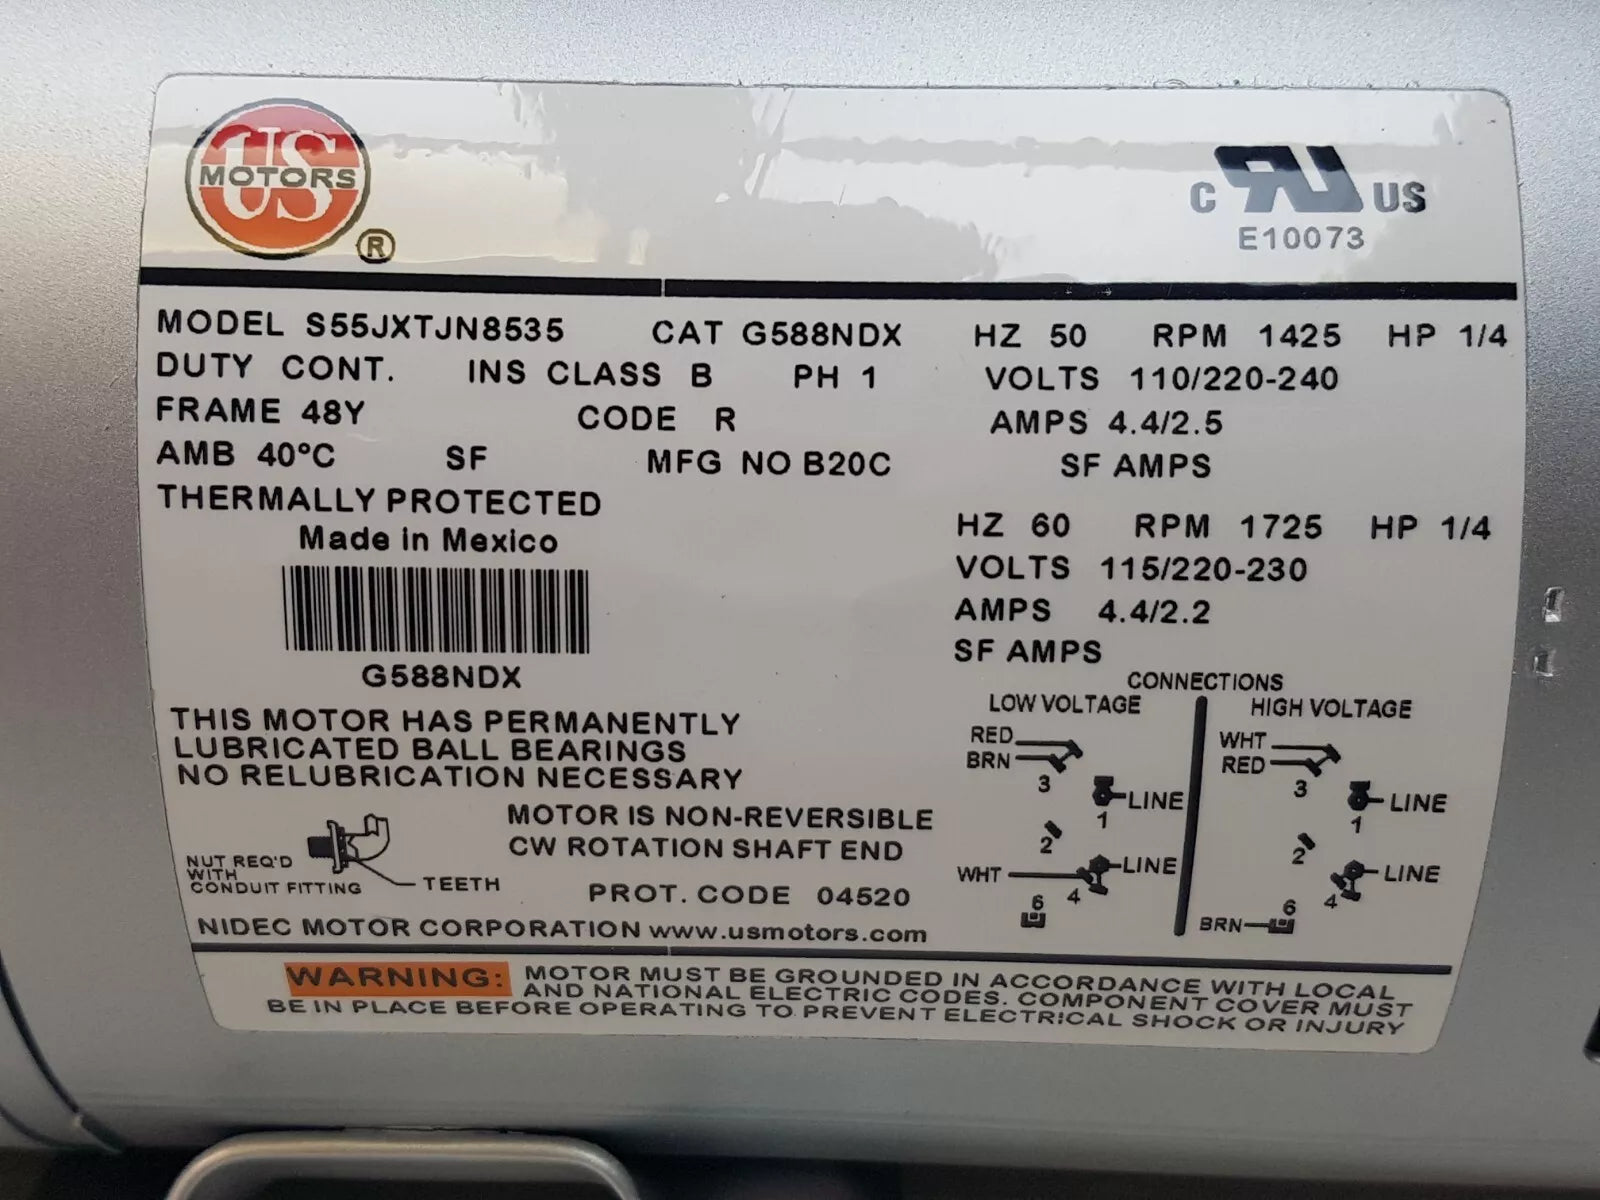 US
MOTORS
®
C RU US
E10073
MODEL S55JXTJN8535 CAT G588NDX
DUTY CONT. INS CLASS B PH 1
FRAME 48Y CODE R
AMB 40°C SF MFG NO B20C
THERMALLY PROTECTED
Made in Mexico
G588NDX
HZ 50 RPM 1425 HP 1/4
VOLTS 110/220-240
AMPS 4.4/2.5
SF AMPS
HZ 60 RPM 1725 HP 1/4
VOLTS 115/220-230
AMPS 4.4/2.2
SF AMPS
THIS MOTOR HAS PERMANENTLY
LUBRICATED BALL BEARINGS
NO RELUBRICATION NECESSARY
MOTOR IS NON-REVERSIBLE
CW ROTATION SHAFT END
NUT REQ'D
WITH
CONDUIT FITTING
TEETH
PROT. CODE 04520
NIDEC MOTOR CORPORATION www.usmotors.com
CONNECTIONS
LOW VOLTAGE
RED
BRN
3
LINE
1
2
LINE
WHT
4
6
HIGH VOLTAGE
WHT
RED
3
LINE
1
2
LINE
4
6
BRN
WARNING: MOTOR MUST BE GROUNDED IN ACCORDANCE WITH LOCAL
AND NATIONAL ELECTRIC CODES. COMPONENT COVER MUST
BE IN PLACE BEFORE OPERATING TO PREVENT ELECTRICAL SHOCK OR INJURY